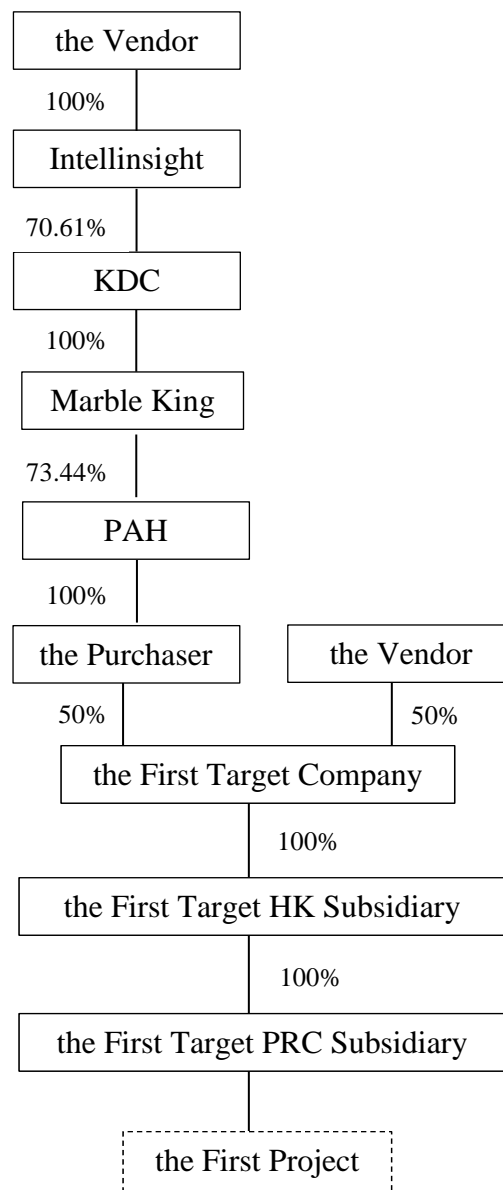 the Vendor
100%
Intellinsight
70.61%
KDC
100%
Marble King
73.44%
PAH
100%
the Purchaser
the Vendor
50%
50%
the First Target Company
100%
the First Target HK Subsidiary
100%
the First Target PRC Subsidiary
the First Project